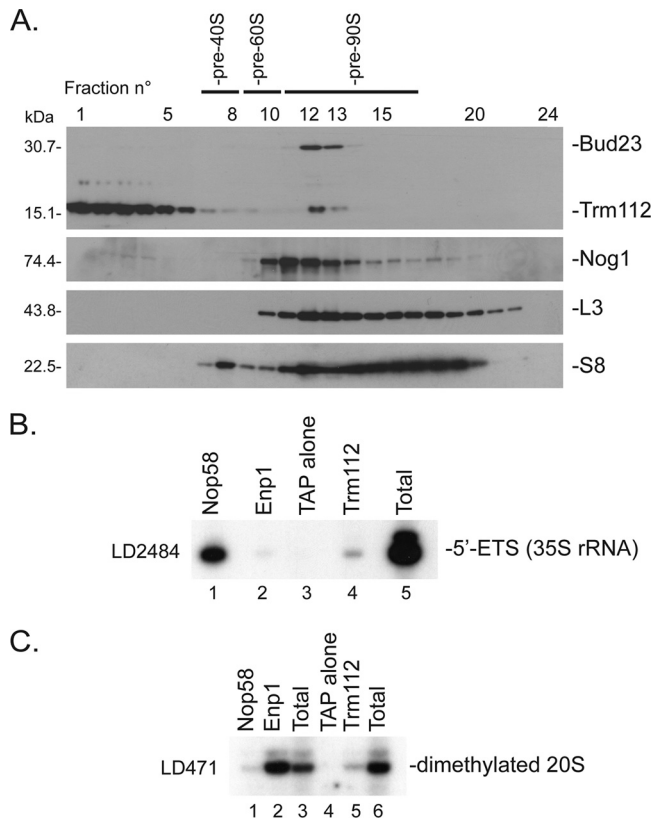 A.
-pre-40S -pre-60S -pre-90S
Fraction n°
kDa 1 5 8 10 12 13 15 20 24
30.7- -Bud23
15.1- -Trm112
74.4- -Nog1
43.8- -L3
22.5- -S8
B.
Nop58 Enp1 TAP alone Trm112 Total
LD2484 -5'-ETS (35S rRNA)
1 2 3 4 5
C.
Nop58 Enp1 Total TAP alone Trm112 Total
LD471 -dimethylated 20S
1 2 3 4 5 6